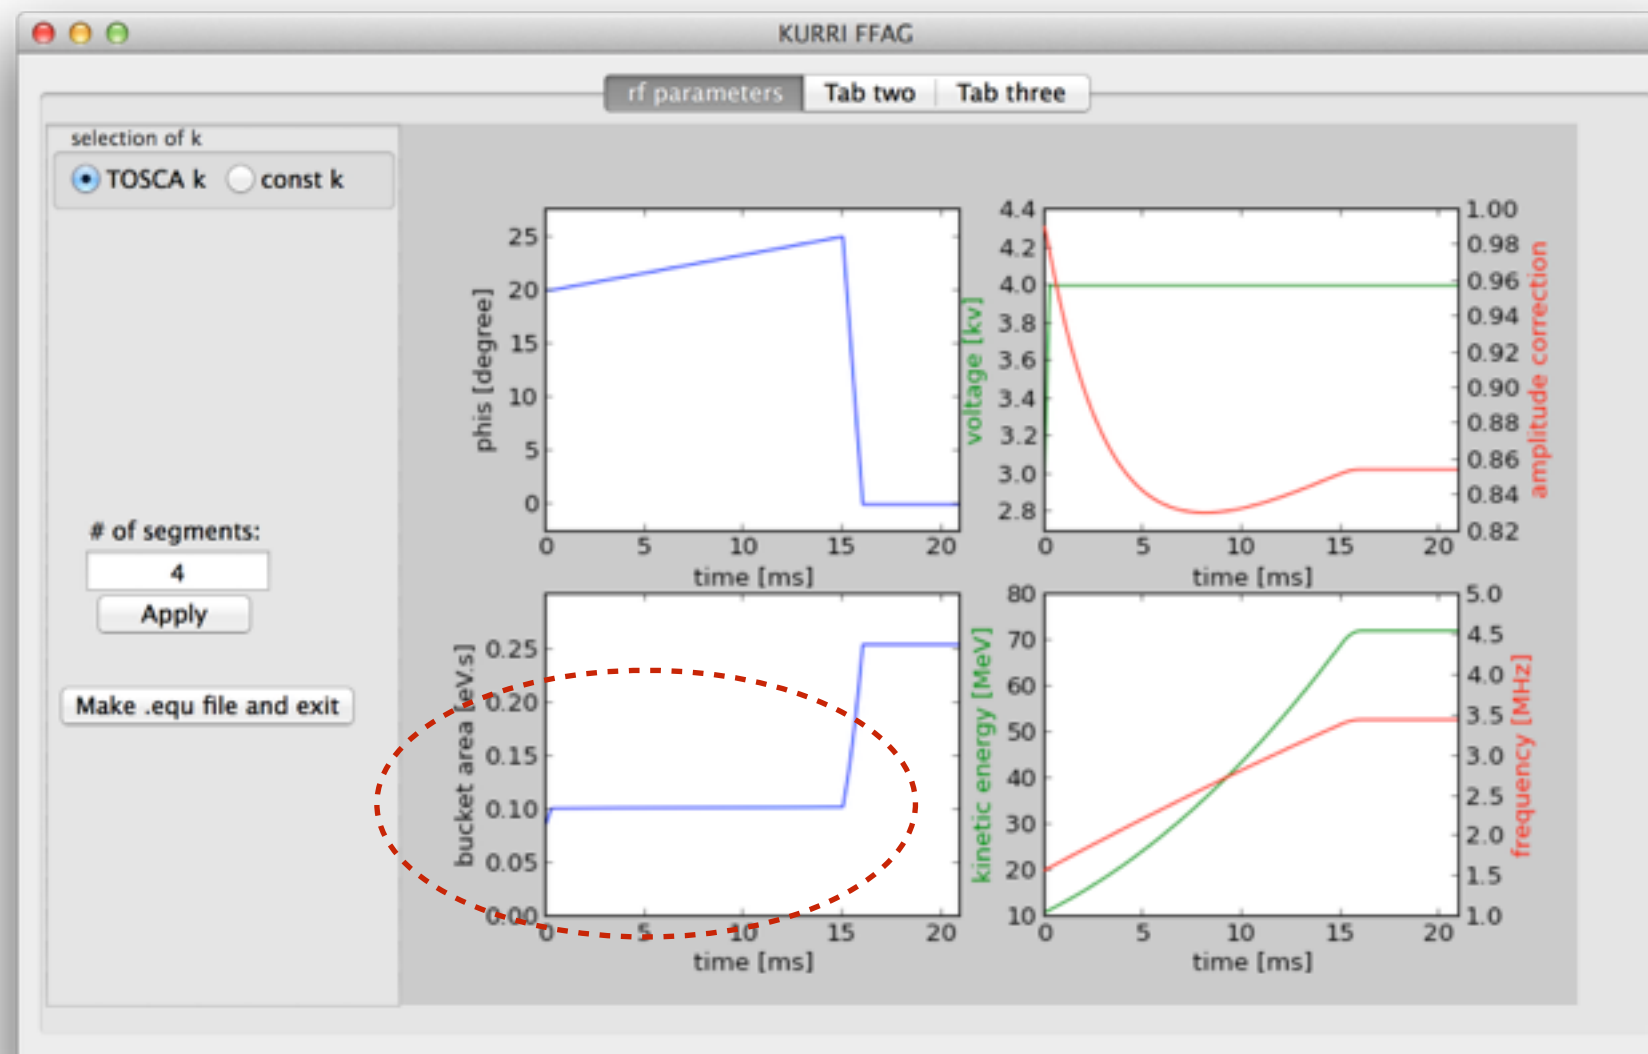 KURRI FFAG
rf parameters Tab two Tab three
selection of k
TOSCA k const k
# of segments:
4
Apply
Make .equ file and exit
phis [degree]
25
20
15
10
5
0
0 5 10 15 20
time [ms]
voltage [kv]
4.4
4.2
4.0
3.8
3.6
3.4
3.2
3.0
2.8
1.00
0.98
0.96
0.94
0.92
0.90
0.88
0.86
0.84
0.82
amplitude correction
0 5 10 15 20
time [ms]
bucket area [eV.s]
0.25
0.20
0.15
0.10
0.05
0.00
0 5 10 15 20
time [ms]
kinetic energy [MeV]
80
70
60
50
40
30
20
10
5.0
4.5
4.0
3.5
3.0
2.5
2.0
1.5
1.0
frequency [MHz]
0 5 10 15 20
time [ms]